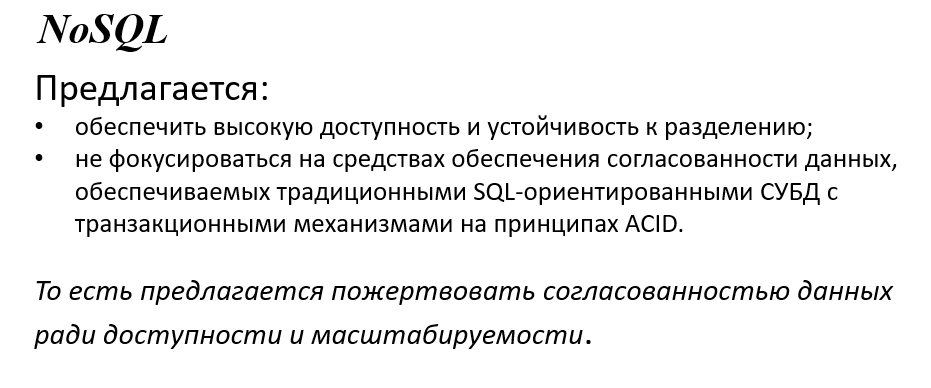 NoSQL
Предлагается:
• обеспечить высокую доступность и устойчивость к разделению;
• не фокусироваться на средствах обеспечения согласованности данных,
обеспечиваемых традиционными SQL-ориентированными СУБД с
транзакционными механизмами на принципах ACID.
То есть предлагается пожертвовать согласованностью данных
ради доступности и масштабируемости.